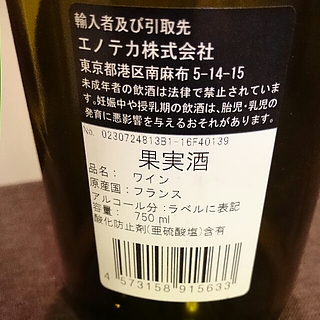 輸入者及び引取先
エノテカ株式会社
東京都港区南麻布 5-14-15
未成年者の飲酒は法律で禁止されていま
す。妊娠中や授乳期の飲酒は、胎児・乳児の
発育に悪影響を与えるおそれがあります。
No. 0230724813B1-16F40139
果実酒
品名： ワイン
原産国：フランス
アルコール分：ラベルに表記
容量： 750 ml
酸化防止剤(亜硫酸塩)含有
4 573158 915633